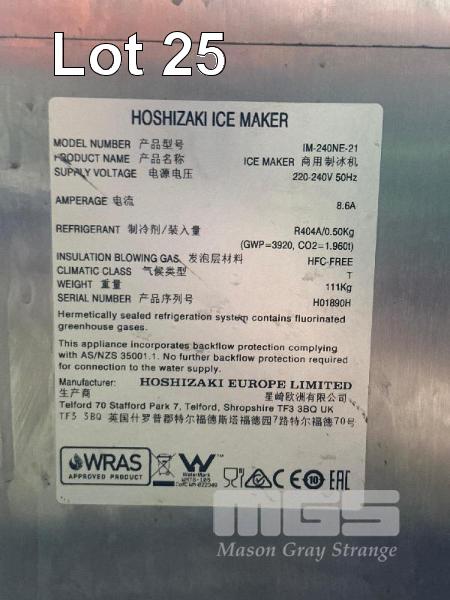 Lot 25
HOSHIZAKI ICE MAKER
MODEL NUMBER 产品型号 IM-240NE-21
PRODUCT NAME 产品名称 ICE MAKER 商用制冰机
SUPPLY VOLTAGE 电源电压 220-240V 50Hz
AMPERAGE 电流 8.6A
REFRIGERANT 制冷剂/装入量 R404A/0.50Kg
(GWP=3920, CO2=1.960t)
INSULATION BLOWING GAS 发泡层材料 HFC-FREE
CLIMATIC CLASS 气候类型 T
WEIGHT 重量 111Kg
SERIAL NUMBER 产品序列号 H01890H
Hermetically sealed refrigeration system contains fluorinated
greenhouse gases.
This appliance incorporates backflow protection complying
with AS/NZS 35001.1. No further backflow protection required
for connection to the water supply.
Manufacturer: HOSHIZAKI EUROPE LIMITED
生产商 星崎欧洲有限公司
Telford 70 Stafford Park 7, Telford, Shropshire TF3 3BQ UK
TF3 3BQ 英国什罗普郡特尔福德斯塔福德园7路特尔福德70号
WRAS
APPROVED PRODUCT
WaterMark
WMTS-105
CofC WM-022349
CE
10
EAC
MGS
Mason Gray Strange